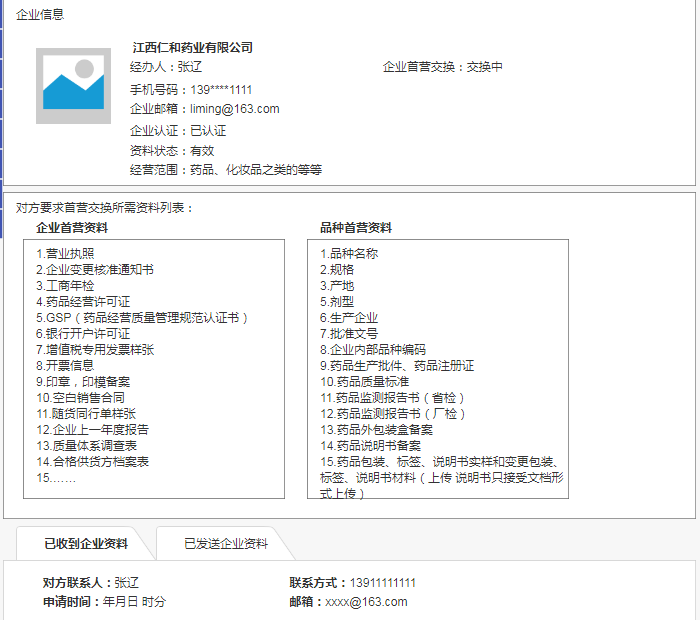 企业信息
江西仁和药业有限公司
经办人：张辽 企业首营交换：交换中
手机号码：139****1111
企业邮箱：liming@163.com
企业认证：已认证
资料状态：有效
经营范围：药品、化妆品之类的等等
对方要求首营交换所需资料列表：
企业首营资料
1.营业执照
2.企业变更核准通知书
3.工商年检
4.药品经营许可证
5.GSP（药品经营质量管理规范认证书）
6.银行开户许可证
7.增值税专用发票样张
8.开票信息
9.印章，印模备案
10.空白销售合同
11.随货同行单样张
12.企业上一年度报告
13.质量体系调查表
14.合格供货方档案表
15.……
品种首营资料
1.品种名称
2.规格
3.产地
5.剂型
6.生产企业
7.批准文号
8.企业内部品种编码
9.药品生产批件、药品注册证
10.药品质量标准
11.药品监测报告书（省检）
12.药品监测报告书（厂检）
13.药品外包装盒备案
14.药品说明书备案
15.药品包装、标签、说明书实样和变更包装、
标签、说明书材料（上传 说明书只接受文档形
式上传）
已收到企业资料 已发送企业资料
对方联系人：张辽 联系方式：13911111111
申请时间：年月日 时分 邮箱：xxxx@163.com